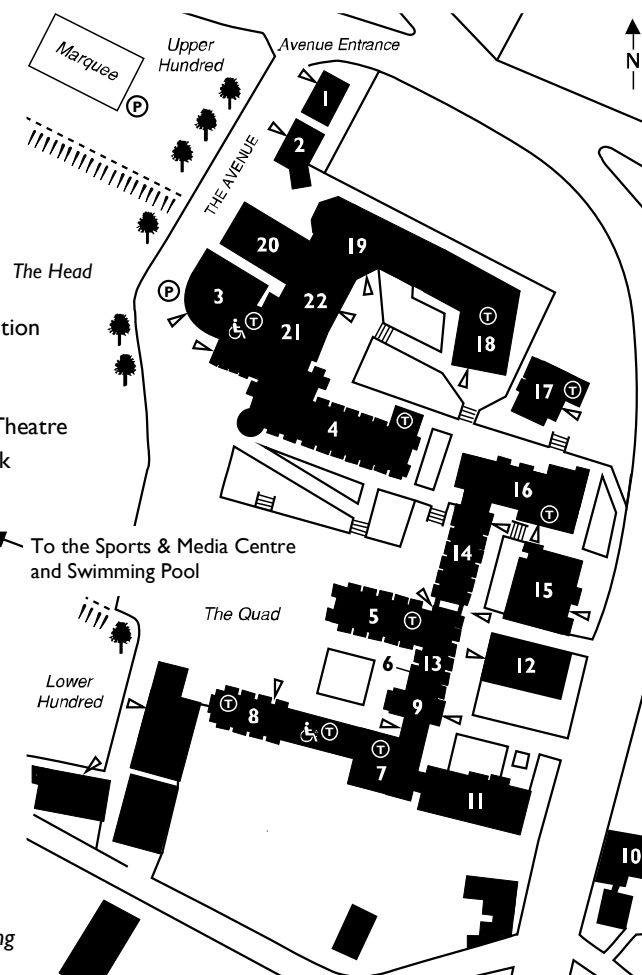 Marquee
Upper
Hundred
Avenue Entrance
N
P
1
2
THE AVENUE
20
19
The Head
P
3
T
22
21
T
18
17
T
tion
4
T
Theatre
k
16
T
14
To the Sports & Media Centre
and Swimming Pool
15
The Quad
5
T
6
13
12
Lower
Hundred
T
8
T
9
T
7
11
10
ng